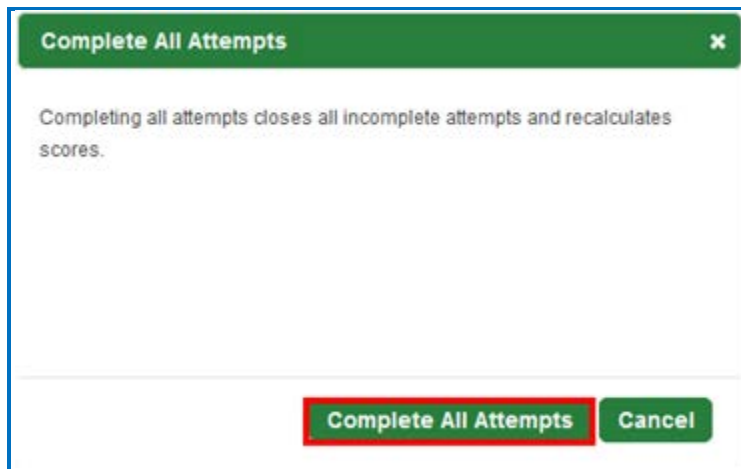 Complete All Attempts ×
Completing all attempts closes all incomplete attempts and recalculates
scores.
Complete All Attempts Cancel